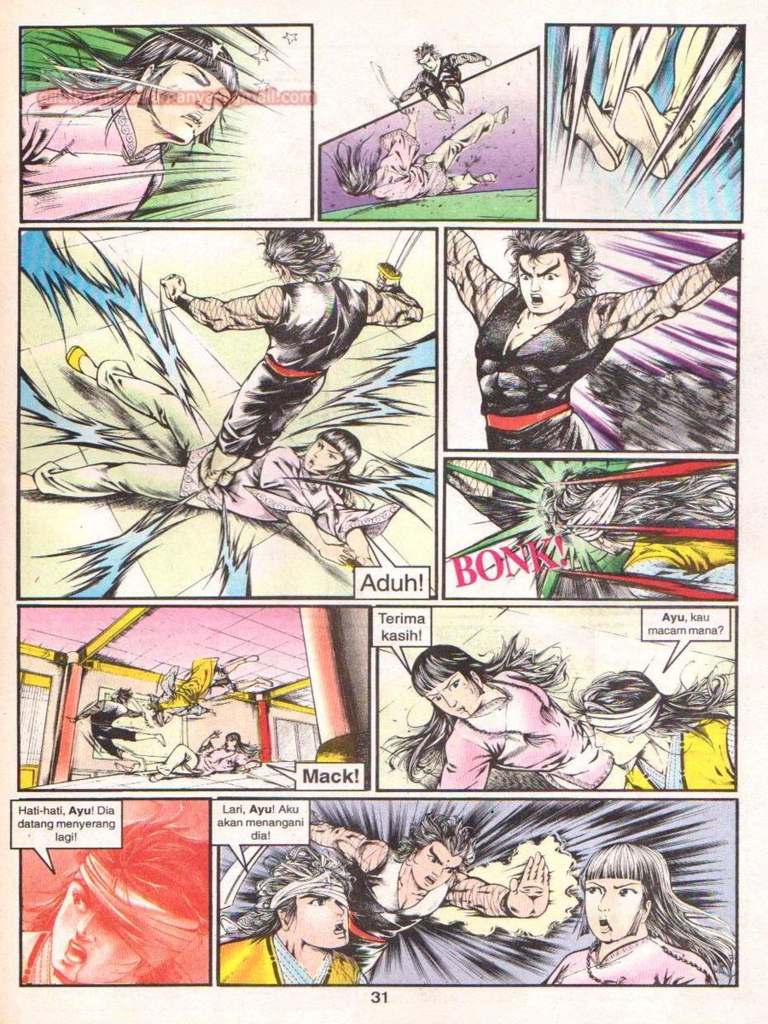 Aduh!
BONK!
Mack!
Terima
kasih!
Ayu, kau
macam mana?
Hati-hati, Ayu! Dia
datang menyerang
lagi!
Lari, Ayu! Aku
akan menangani
dia!
31